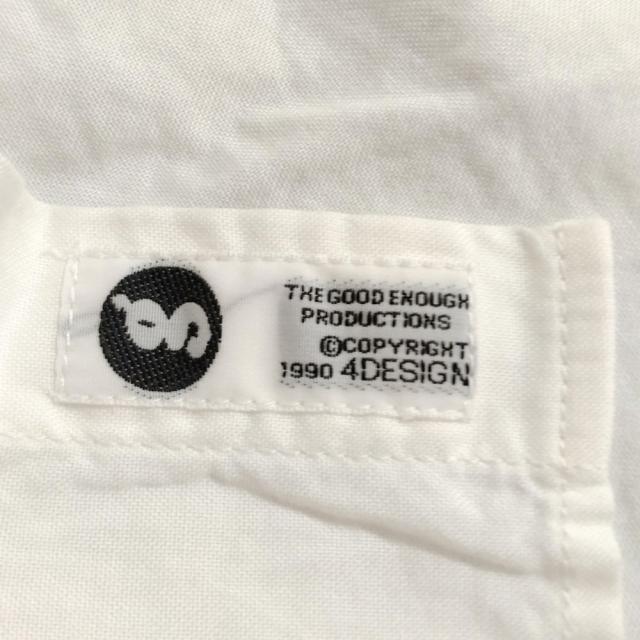 THE GOOD ENOUGH
PRODUCTIONS
©COPYRIGHT
1990 4DESIGN